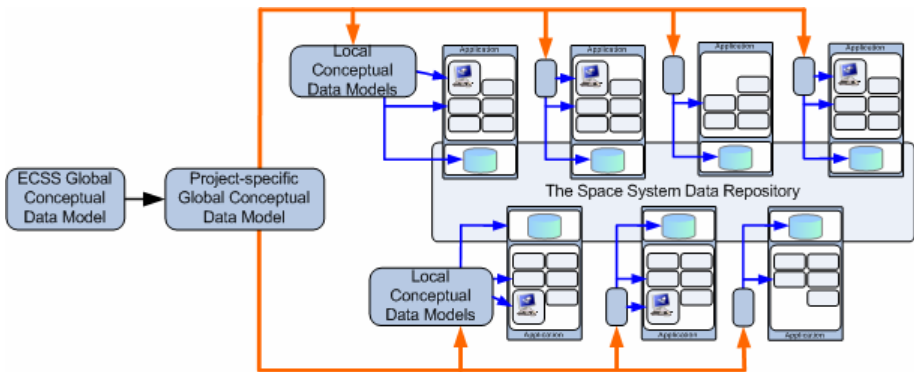 Application
Application
Application
Application
Local
Conceptual
Data Models
ECSS Global
Conceptual
Data Model
Project-specific
Global Conceptual
Data Model
The Space System Data Repository
Local
Conceptual
Data Models
Application
Application
Application